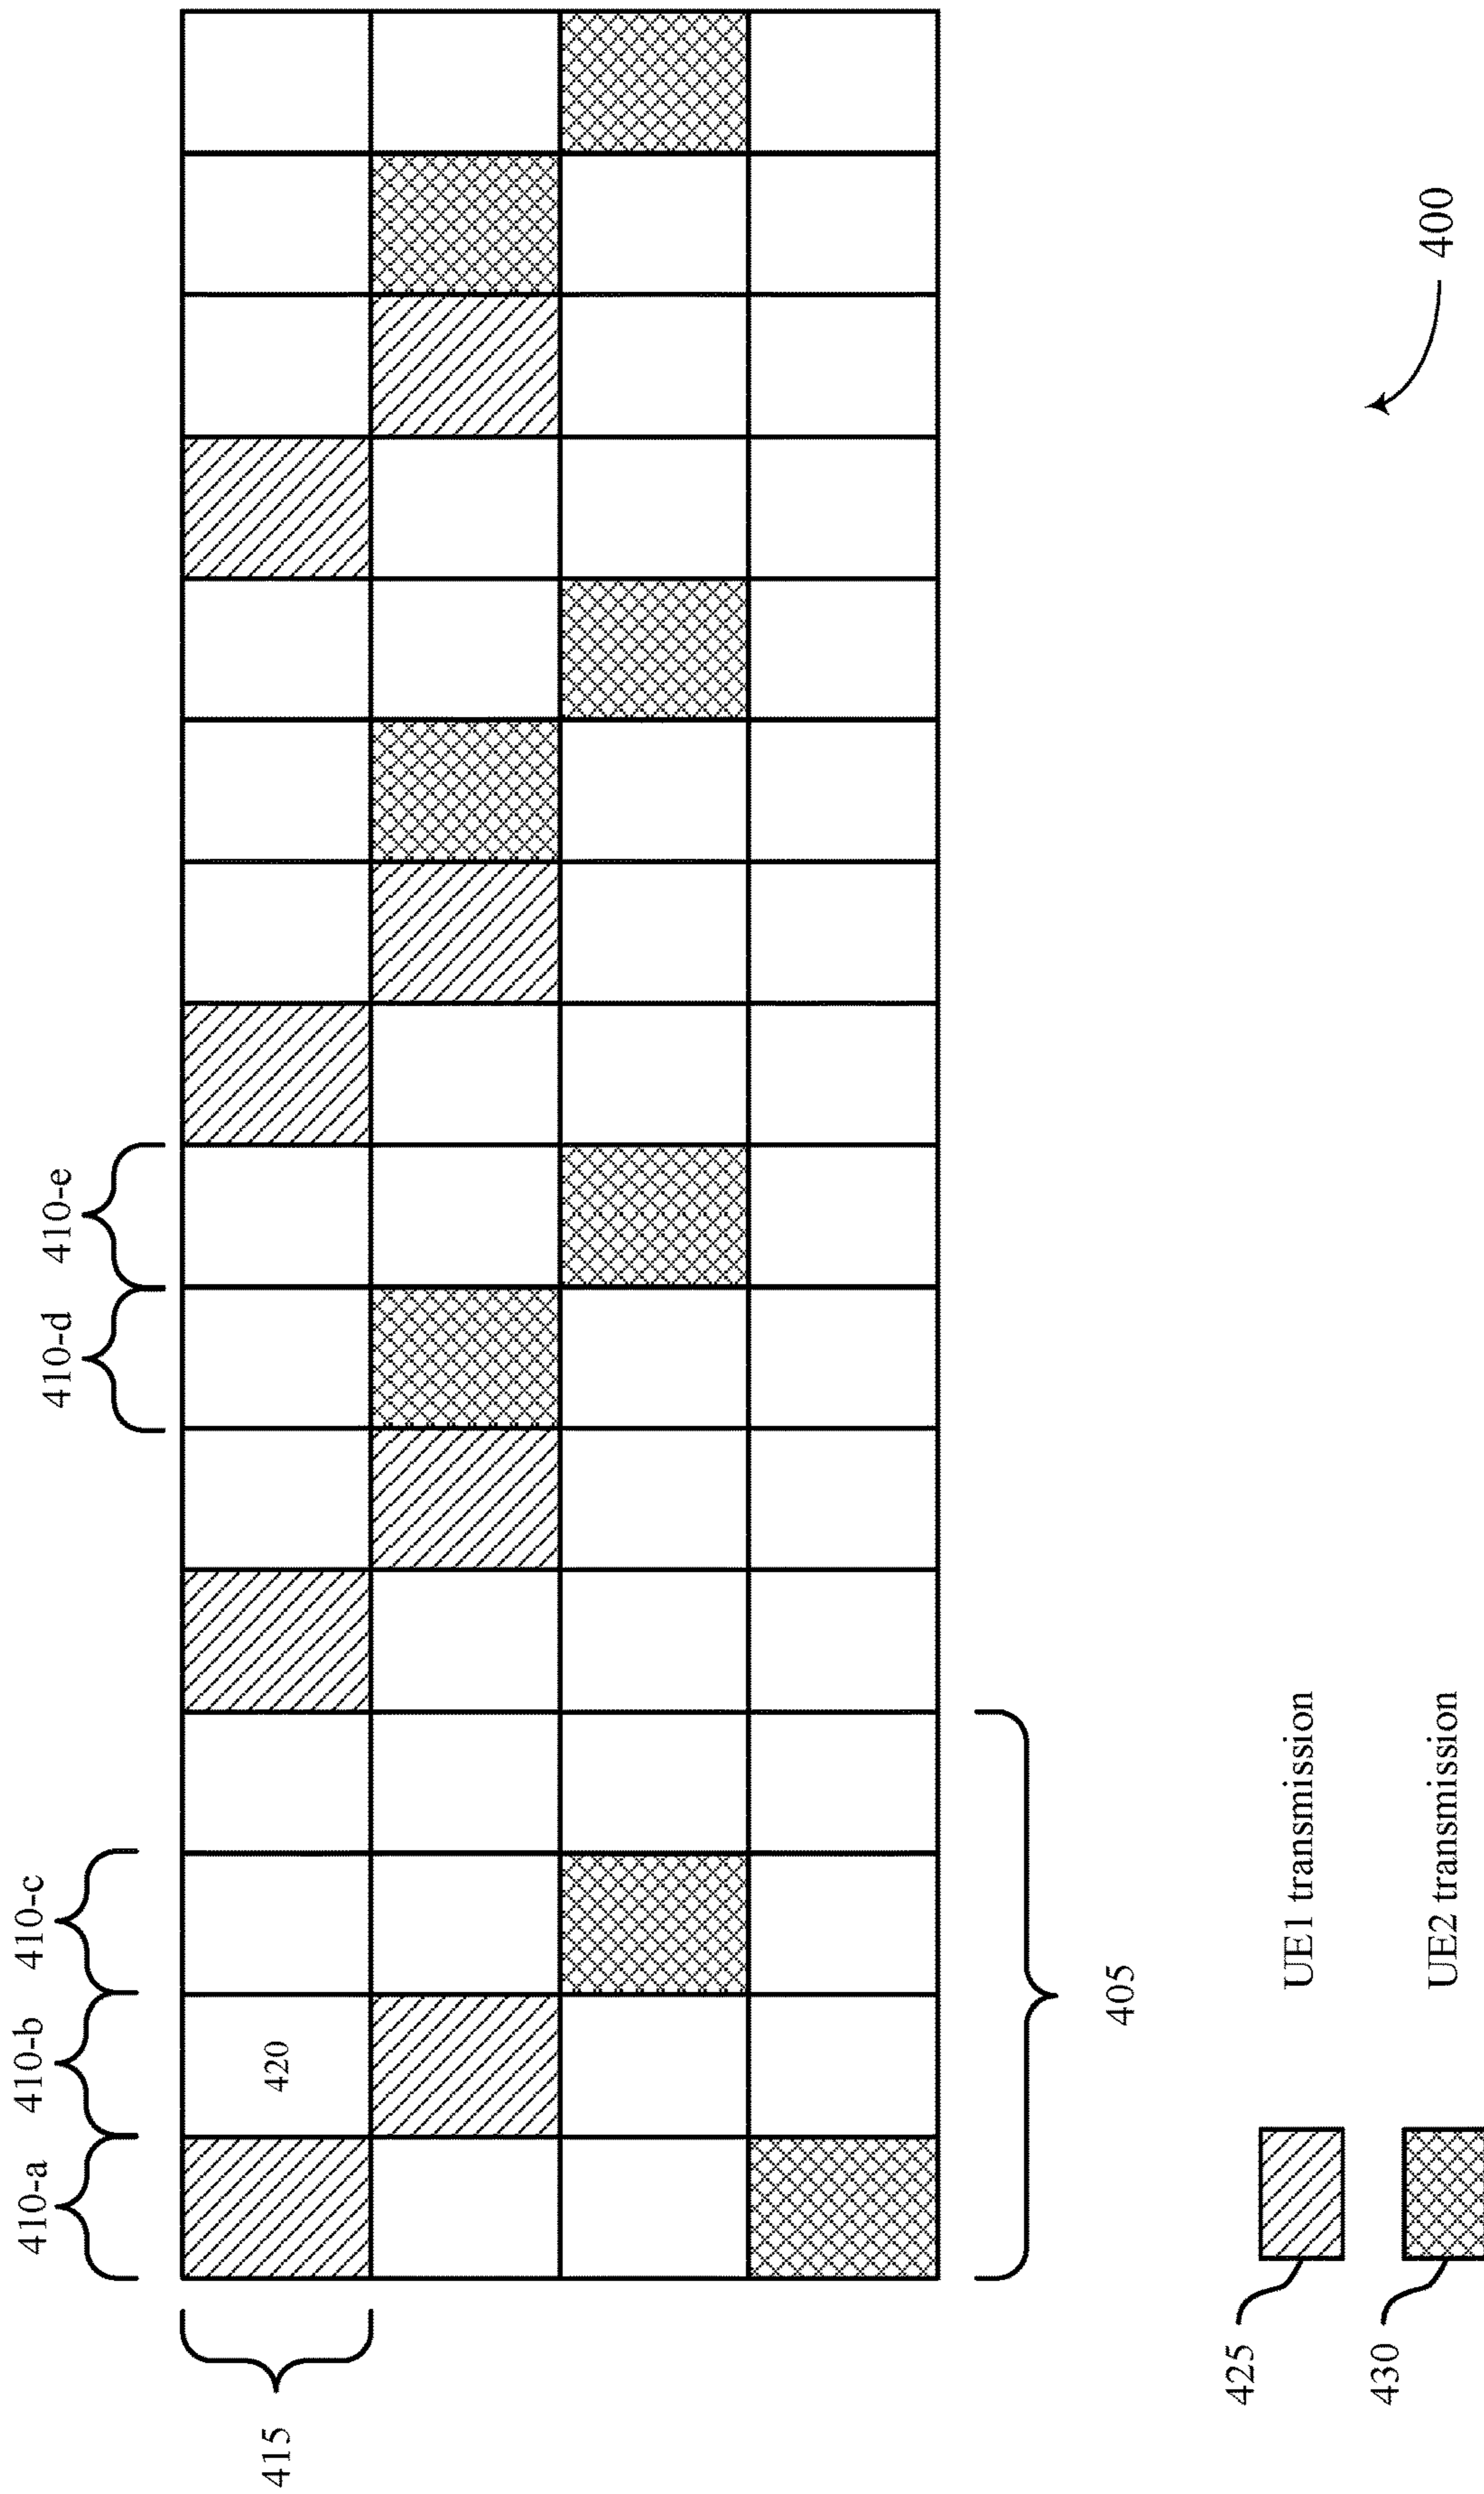 410-a
410-b
410-c
410-d
410-e
415
420
405
425
UE1 transmission
430
UE2 transmission
400